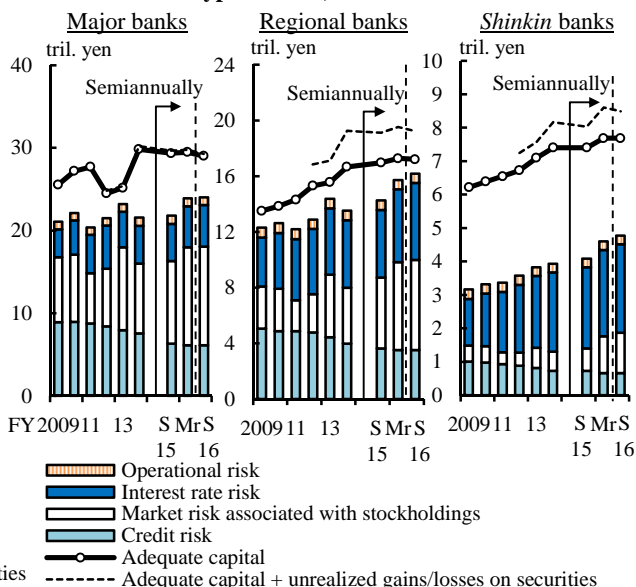 Major banks
Regional banks
Shinkin banks
tril. yen
tril. yen
tril. yen
40
30
20
10
0
24
20
16
12
8
4
0
10
9
8
7
6
5
4
3
2
1
0
Semiannually
Semiannually
Semiannually
FY 2009 11 13 S Mr S
15 16
2009 11 13 S Mr S
15 16
2009 11 13 S Mr S
15 16
Operational risk
Interest rate risk
Market risk associated with stockholdings
Credit risk
Adequate capital
Adequate capital + unrealized gains/losses on securities
ties